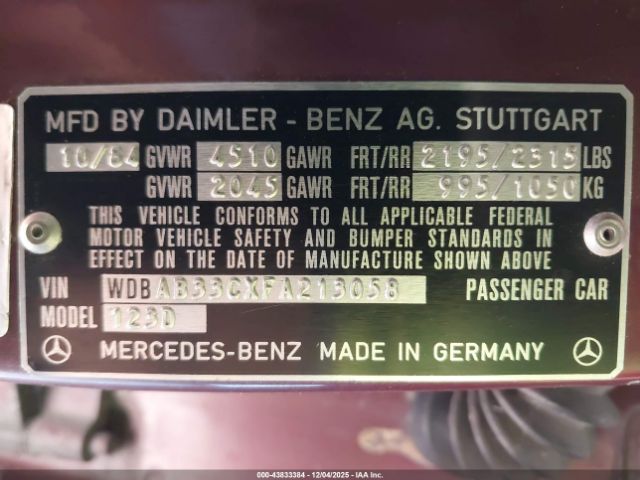 MFD BY DAIMLER - BENZ AG. STUTTGART
10/84 GVWR 4510 GAWR FRT/RR 2195/2315 LBS
GVWR 2045 GAWR FRT/RR 995/1050 KG
THIS VEHICLE CONFORMS TO ALL APPLICABLE FEDERAL
MOTOR VEHICLE SAFETY AND BUMPER STANDARDS IN
EFFECT ON THE DATE OF MANUFACTURE SHOWN ABOVE
VIN WDBAB33CXFA213058 PASSENGER CAR
MODEL 123D
MERCEDES-BENZ MADE IN GERMANY
000-43833384 - 12/04/2025 - IAA Inc.